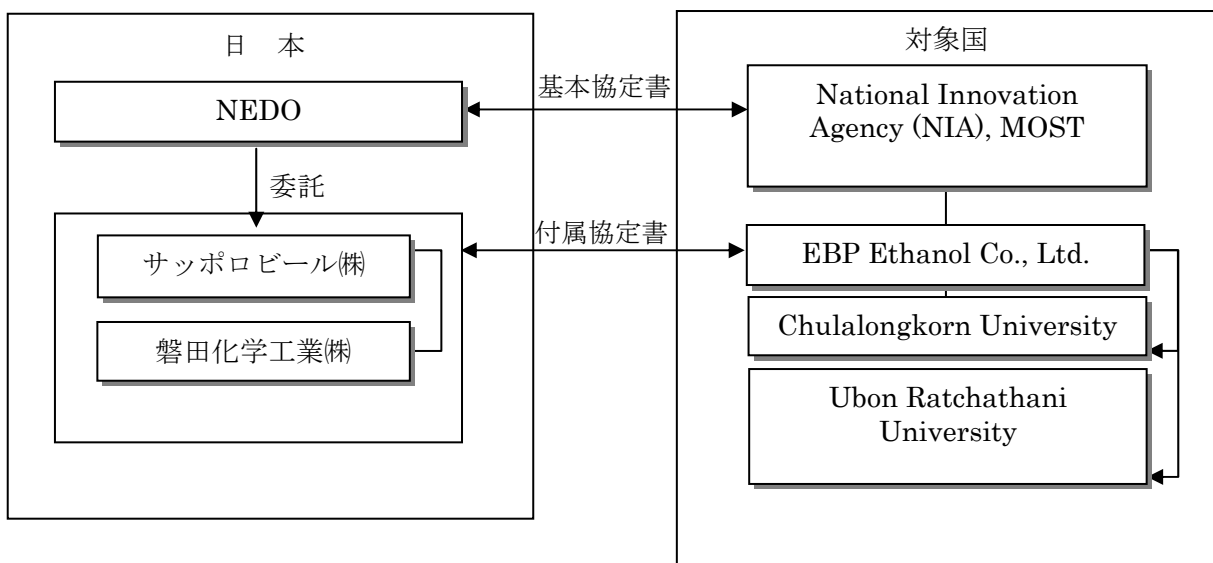 日 本
NEDO
委託
サッポロビール㈱
磐田化学工業㈱
基本協定書
付属協定書
対象国
National Innovation
Agency (NIA), MOST
EBP Ethanol Co., Ltd.
Chulalongkorn University
Ubon Ratchathani
University